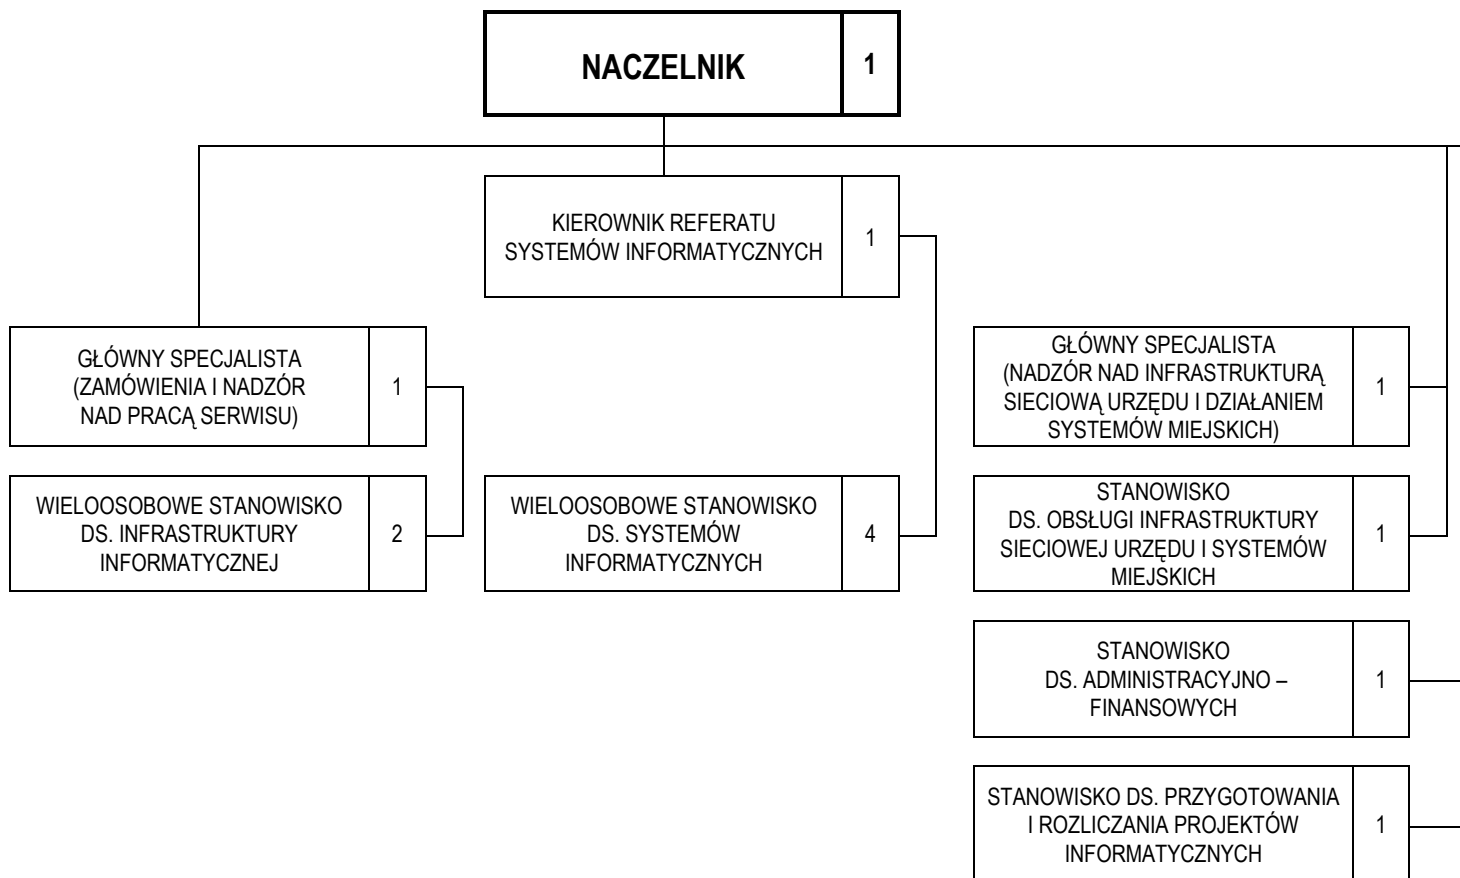 NACZELNIK
1
KIEROWNIK REFERATU
SYSTEMÓW INFORMATYCZNYCH
1
GŁÓWNY SPECJALISTA
(ZAMÓWIENIA I NADZÓR
NAD PRACĄ SERWISU)
1
GŁÓWNY SPECJALISTA
(NADZÓR NAD INFRASTRUKTURĄ
SIECIOWĄ URZĘDU I DZIAŁANIEM
SYSTEMÓW MIEJSKICH)
1
WIELOOSOBOWE STANOWISKO
DS. INFRASTRUKTURY
INFORMATYCZNEJ
2
WIELOOSOBOWE STANOWISKO
DS. SYSTEMÓW
INFORMATYCZNYCH
4
STANOWISKO
DS. OBSŁUGI INFRASTRUKTURY
SIECIOWEJ URZĘDU I SYSTEMÓW
MIEJSKICH
1
STANOWISKO
DS. ADMINISTRACYJNO –
FINANSOWYCH
1
STANOWISKO DS. PRZYGOTOWANIA
I ROZLICZANIA PROJEKTÓW
INFORMATYCZNYCH
1